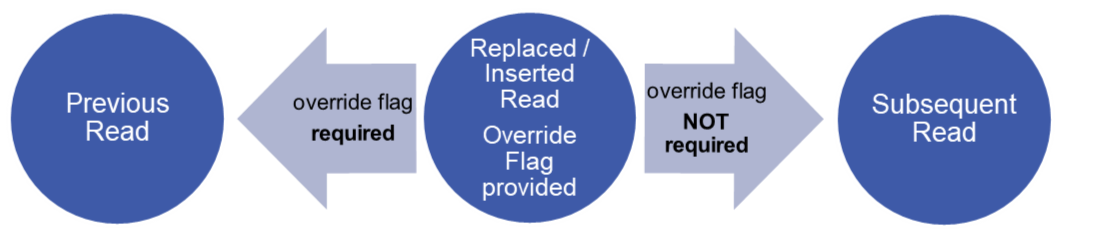 Previous
Read
override flag
required
Replaced /
Inserted
Read
Override
Flag
provided
override flag
NOT
required
Subsequent
Read